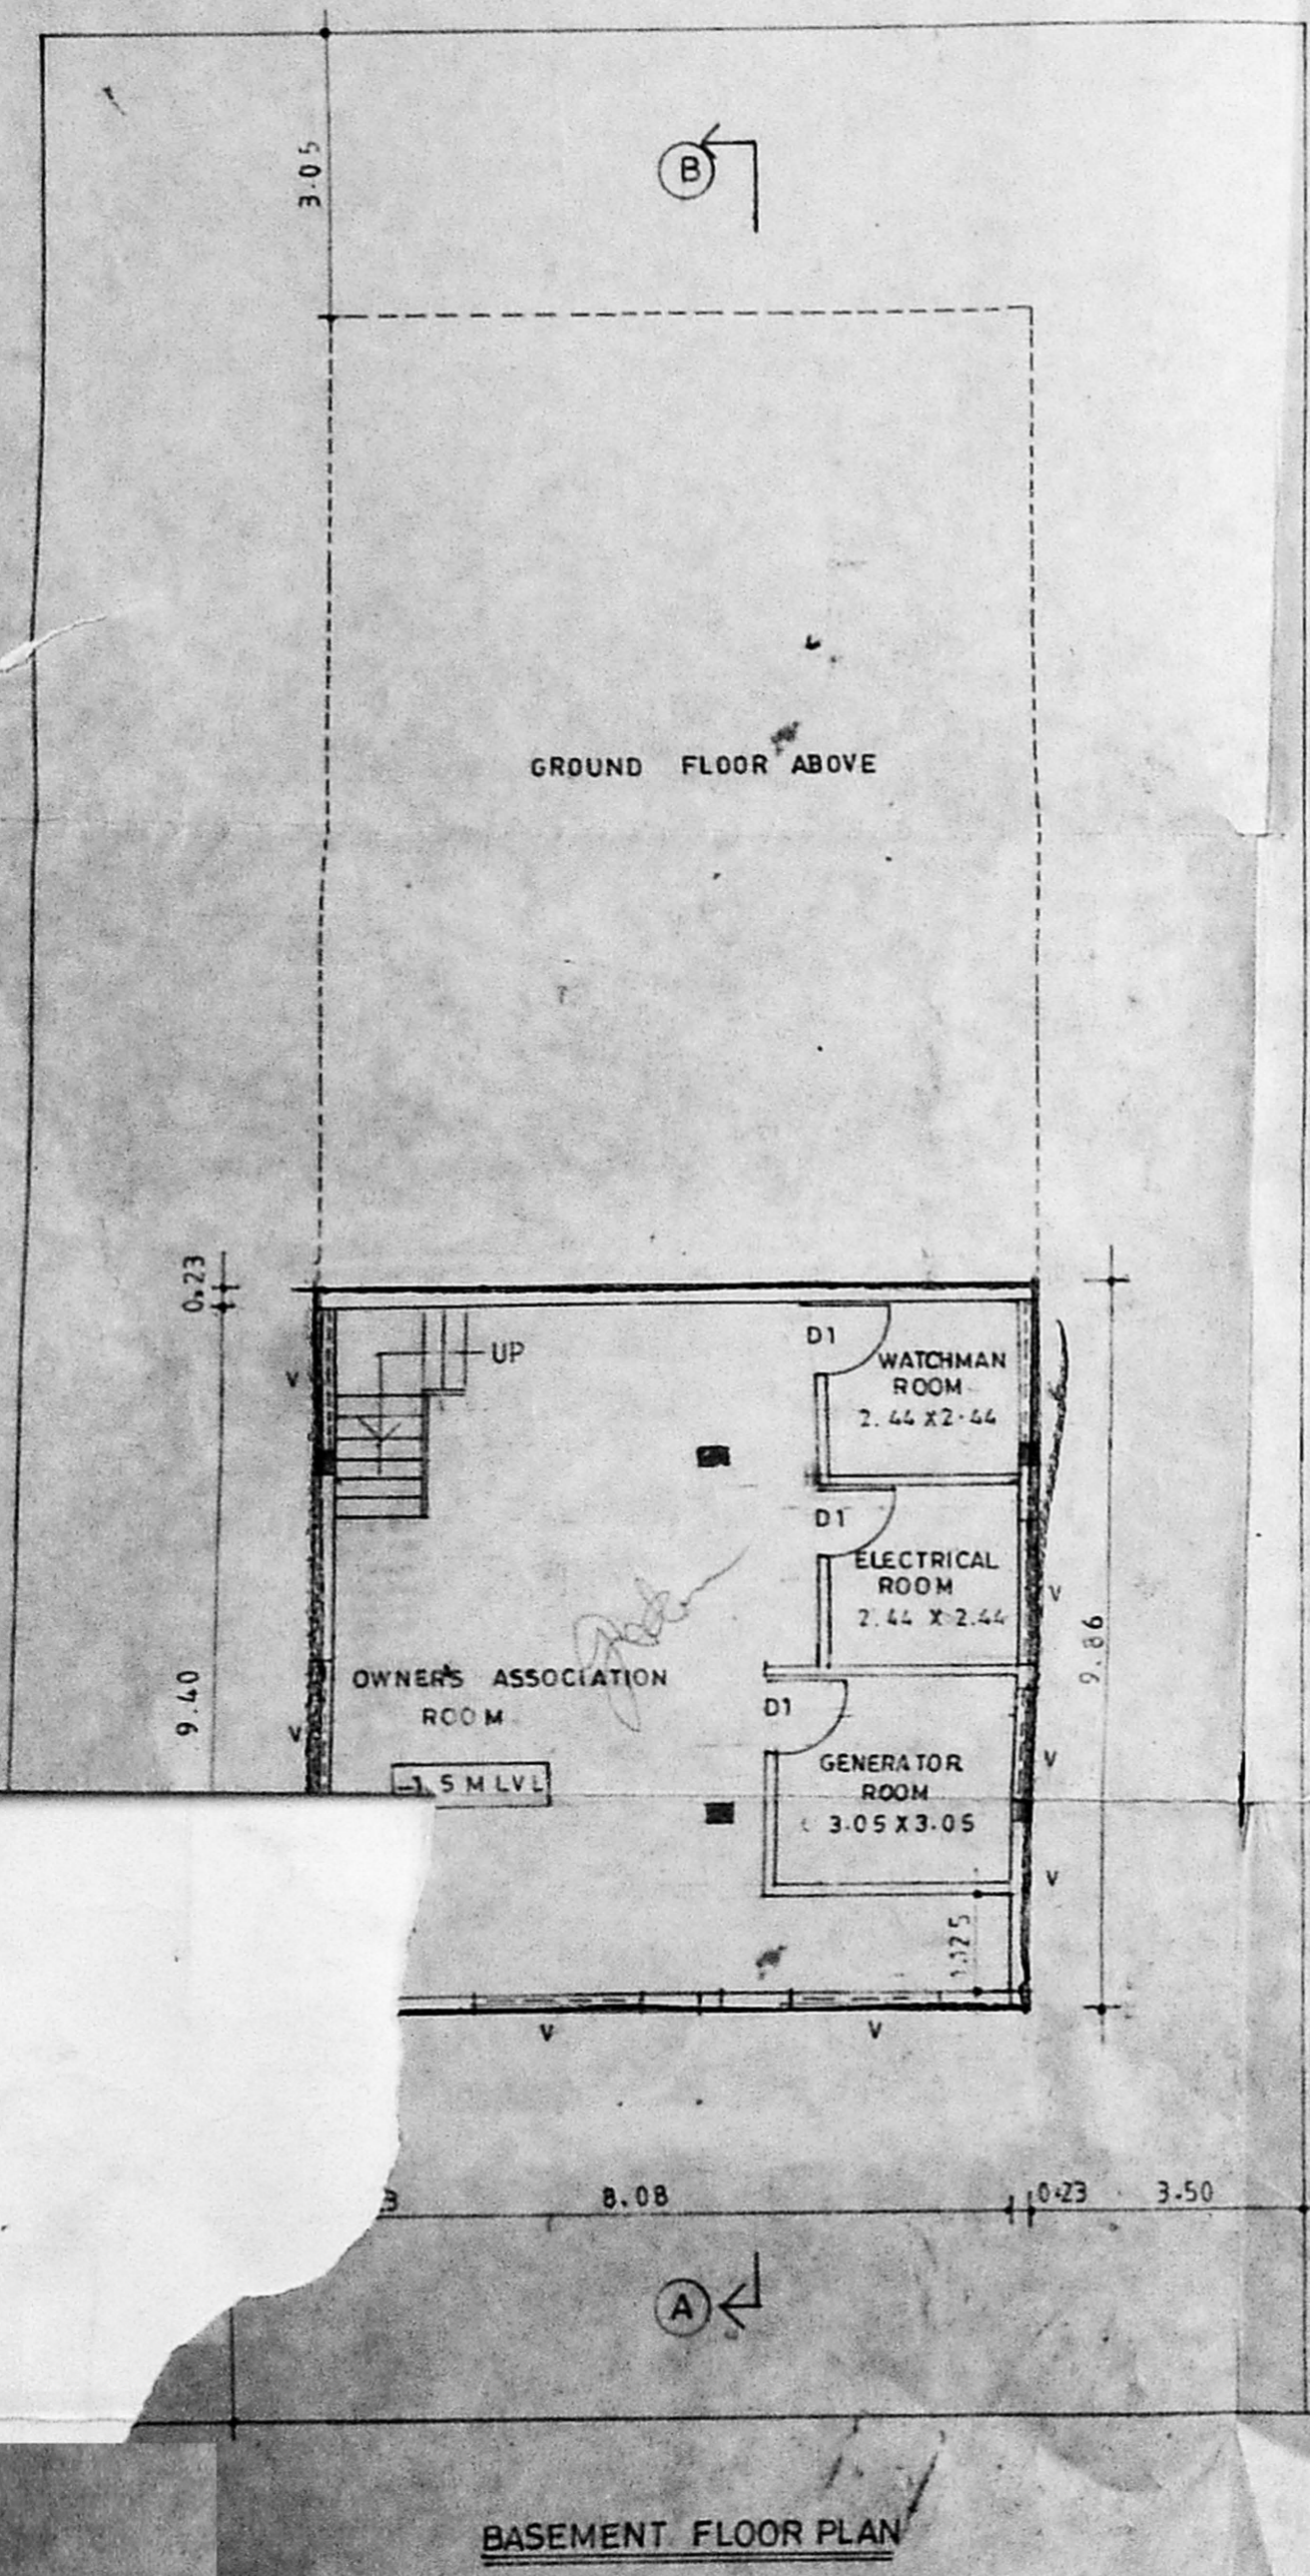 3.05
B
GROUND FLOOR ABOVE
0.23
UP
D1
WATCHMAN
ROOM
2.44 X 2.44
V
D1
ELECTRICAL
ROOM
2.44 X 2.44
V
9.86
9.40
OWNER'S ASSOCIATION
ROOM
D1
V
V
GENERATOR
ROOM
3.05 X 3.05
-1.5 M LVL
V
1.125
V
V
8.08
0.23
3.50
A
BASEMENT FLOOR PLAN